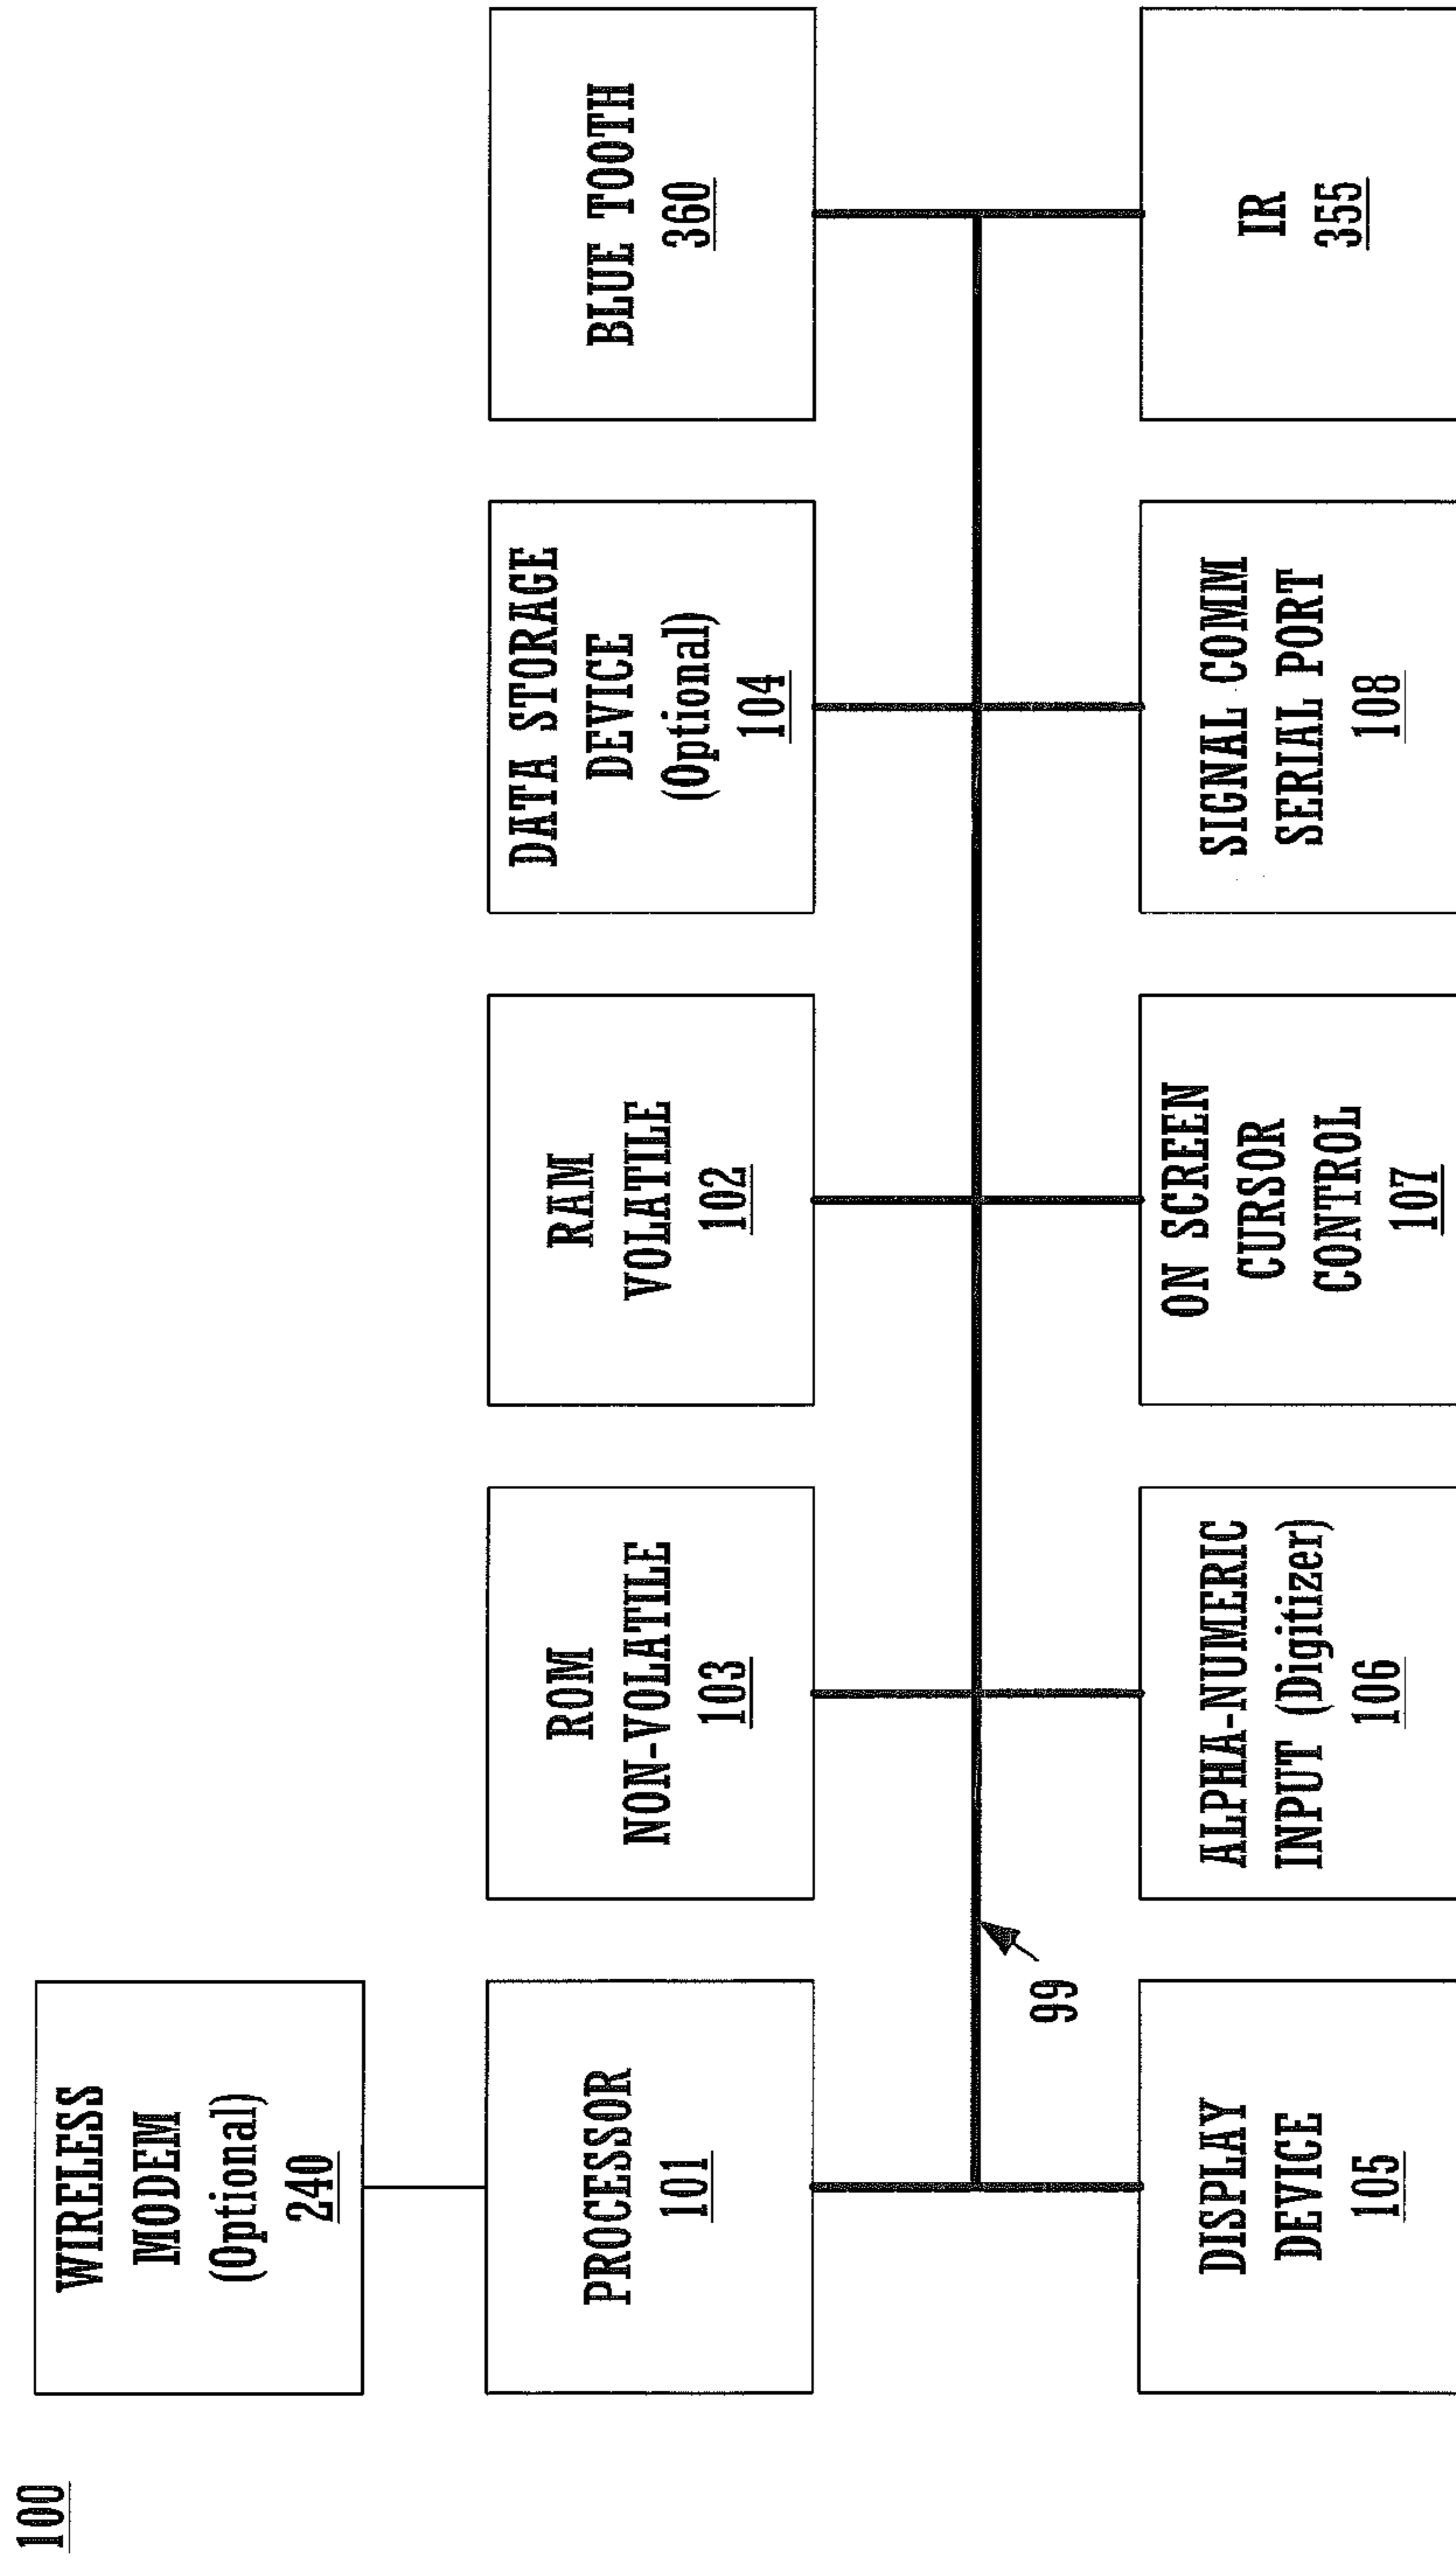 100
WIRELESS
MODEM
(Optional)
240
PROCESSOR
101
ROM
NON-VOLATILE
103
RAM
VOLATILE
102
DATA STORAGE
DEVICE
(Optional)
104
BLUE TOOTH
360
99
DISPLAY
DEVICE
105
ALPHA-NUMERIC
INPUT (Digitizer)
106
ON SCREEN
CURSOR
CONTROL
107
SIGNAL COMM
SERIAL PORT
108
IR
355